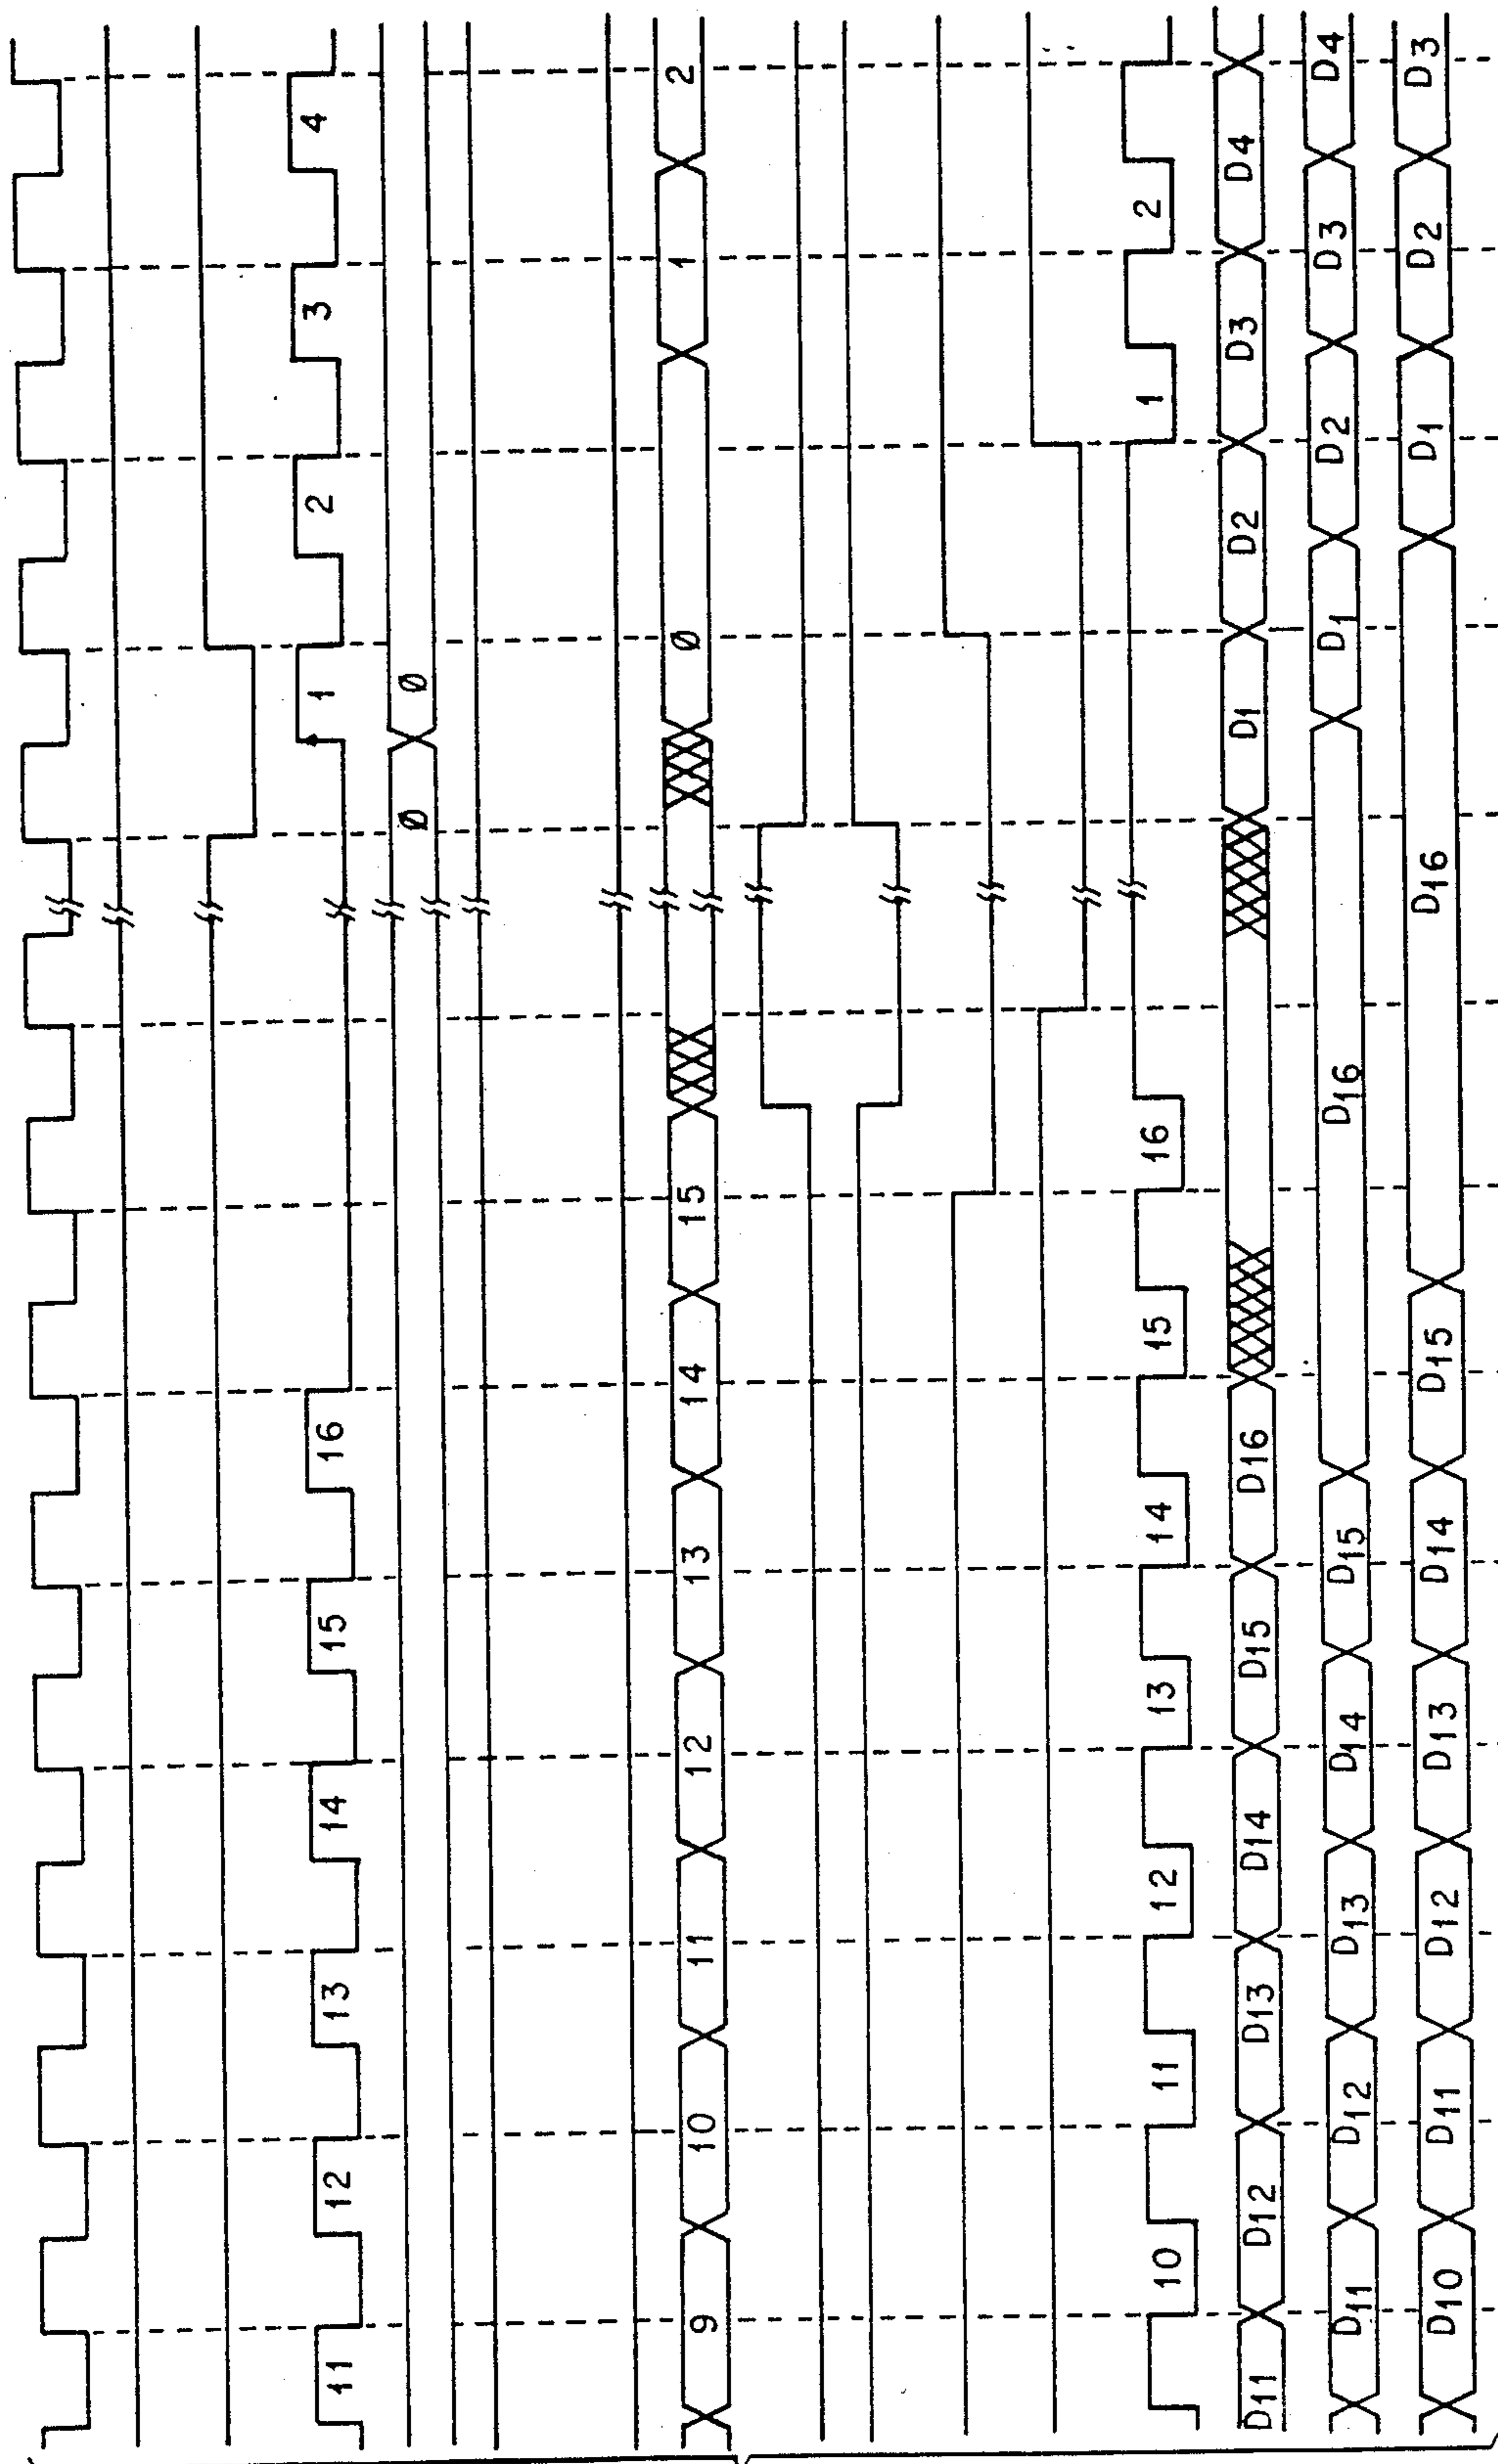 11 12 13 14 15 16 1 2 3 4
Ø Ø
9 10 11 12 13 14 15 Ø 1 2
10 11 12 13 14 15 16 1 2
D11 D12 D13 D14 D15 D16 D1 D2 D3 D4
D11 D12 D13 D14 D15 D16 D1 D2 D3 D4
D10 D11 D12 D13 D14 D15 D16 D1 D2 D3